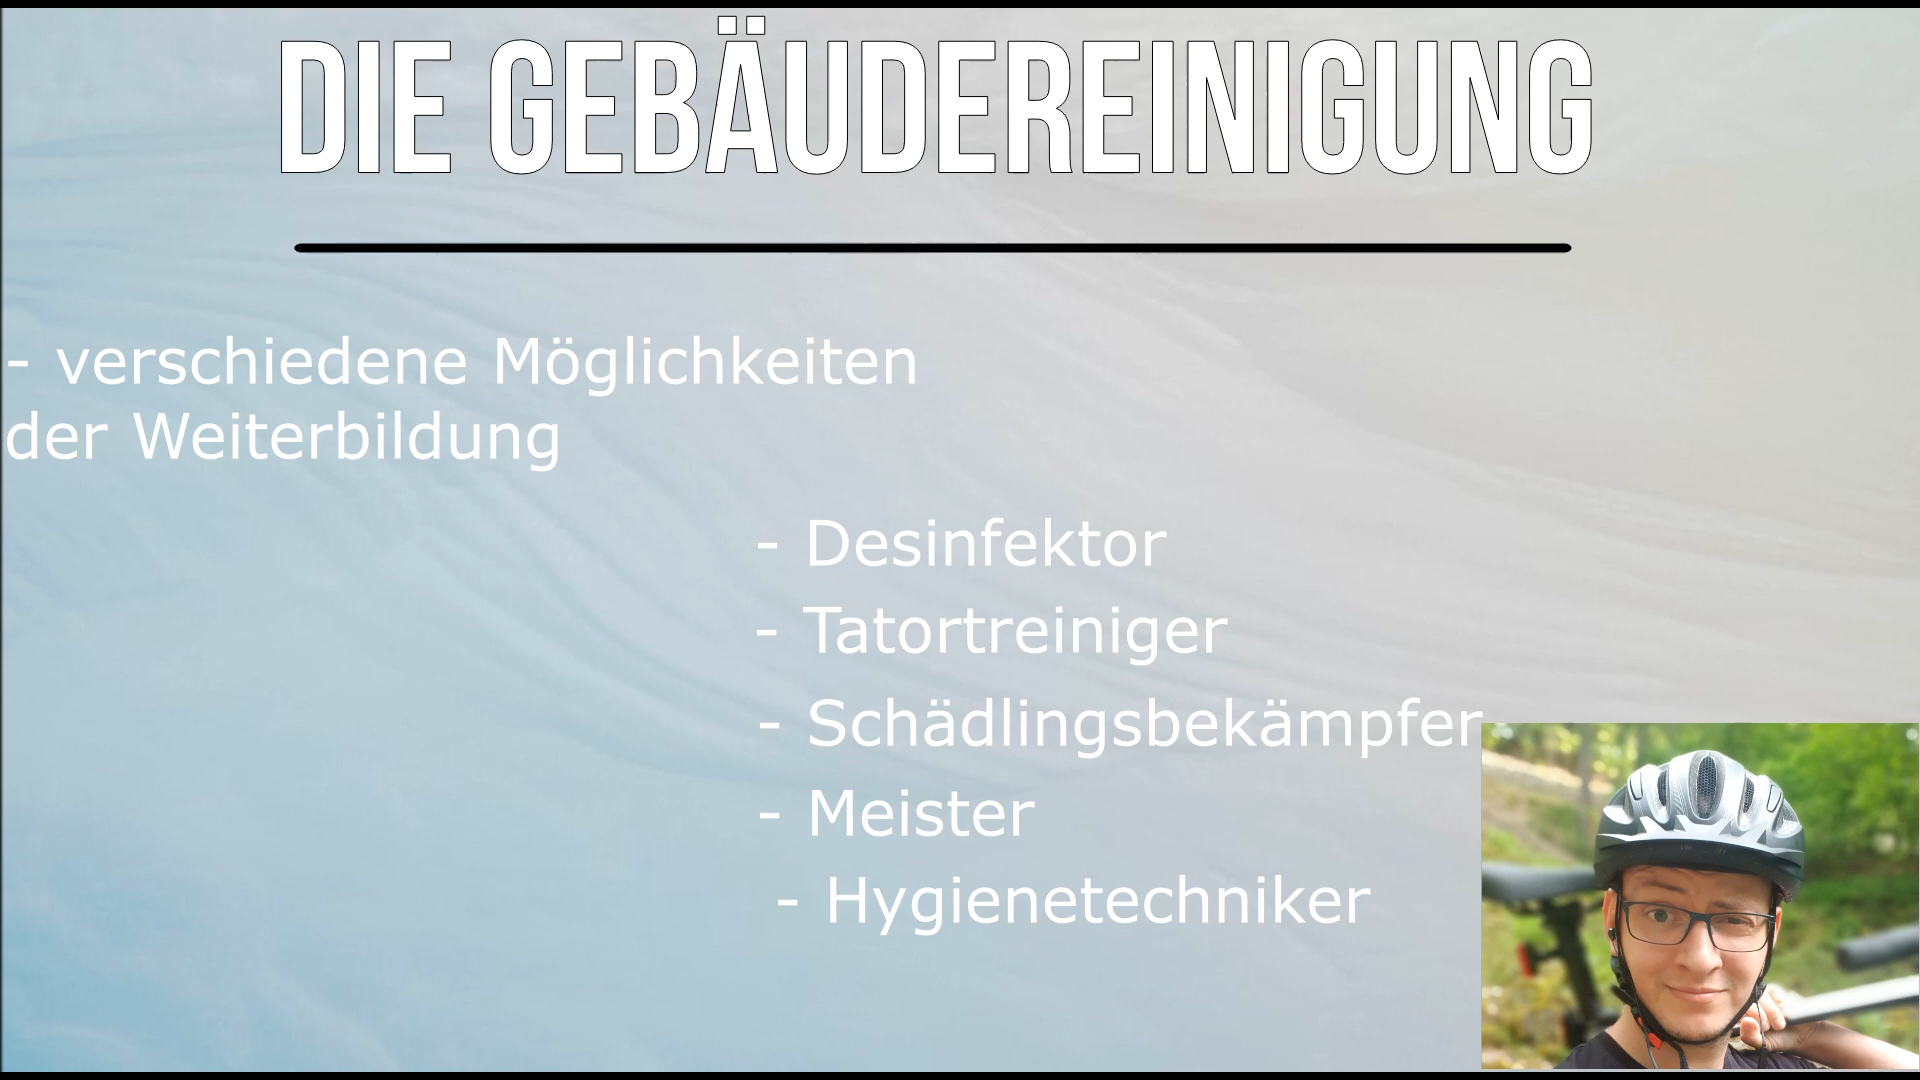 DIE GEBÄUDEREINIGUNG
- verschiedene Möglichkeiten
der Weiterbildung
- Desinfektor
- Tatortreiniger
- Schädlingsbekämpfer
- Meister
- Hygienetechniker